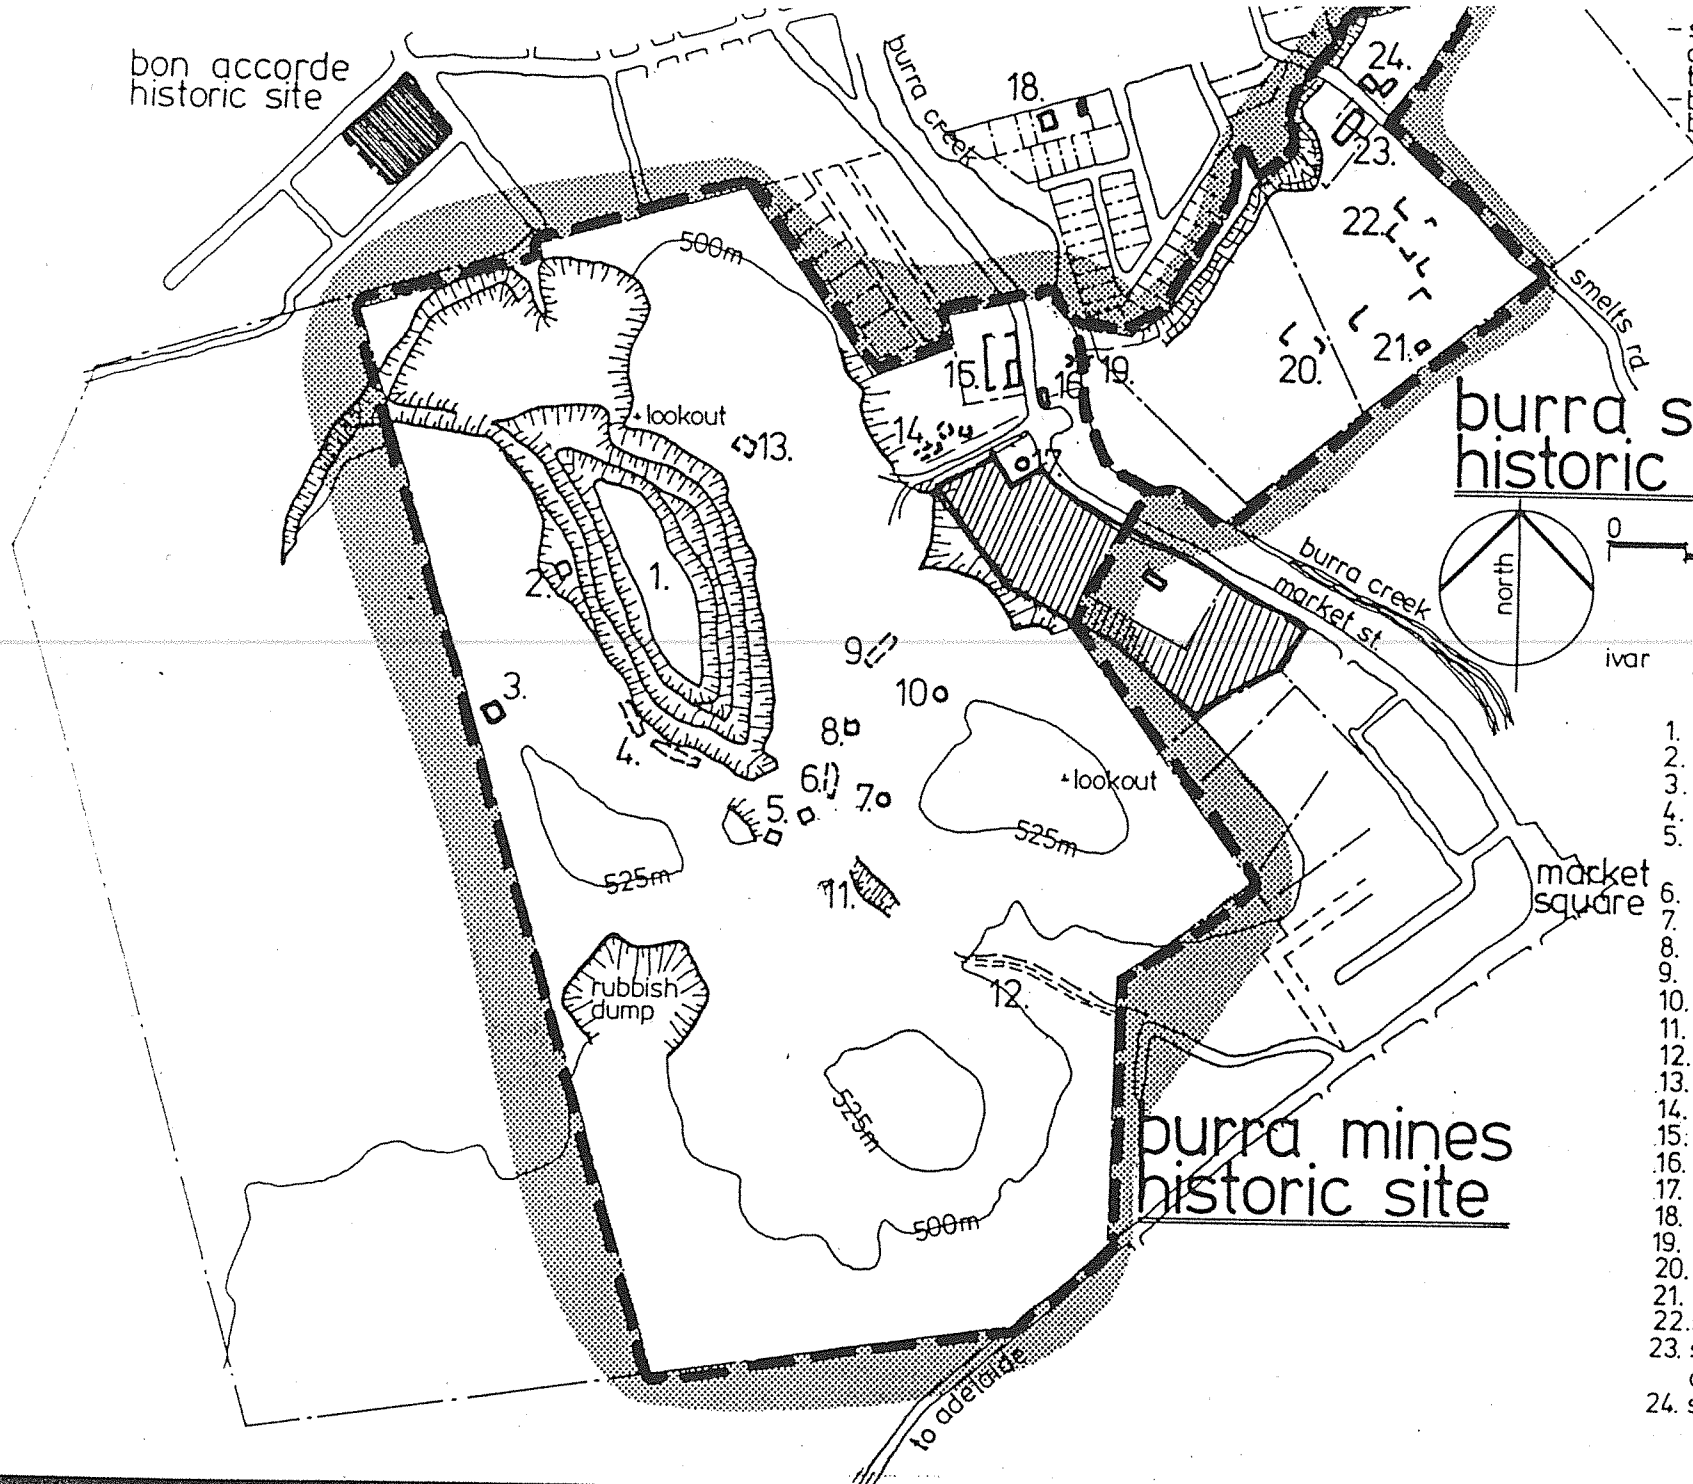 bon accorde
historic site
burra creek
18.
24.
23.
22.
500m
smelts rd
15.
16.
19.
20.
21.
burra s
historic
lookout
13.
14.
17.
0
north
burra creek
market st.
ivar
1.
2.
3.
4.
9
10
8.
6.
7.
5.
lookout
525m
525m
11.
market
square
rubbish
dump
12.
525m
burra mines
historic site
500m
to adelaide
1.
2.
3.
4.
5.
6.
7.
8.
9.
10.
11.
12.
13.
14.
15.
16.
17.
18.
19.
20.
21.
22.
23. s
24. s